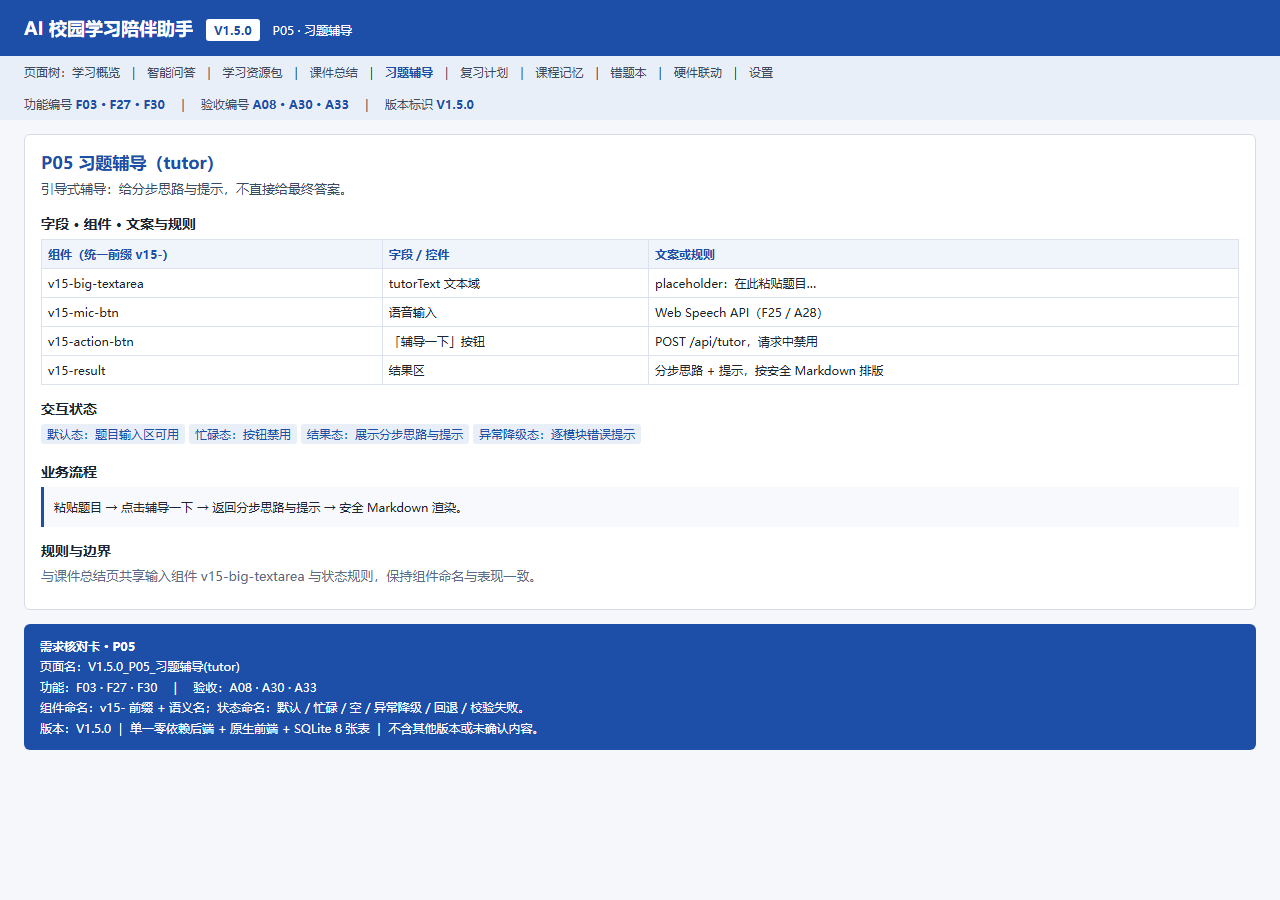 AI 校园学习陪伴助手 V1.5.0 P05 · 习题辅导
页面树：学习概览 | 智能问答 | 学习资源包 | 课件总结 | 习题辅导 | 复习计划 | 课程记忆 | 错题本 | 硬件联动 | 设置
功能编号 F03 • F27 • F30 | 验收编号 A08 • A30 • A33 | 版本标识 V1.5.0
P05 习题辅导（tutor）
引导式辅导：给分步思路与提示，不直接给最终答案。
字段 • 组件 • 文案与规则
组件（统一前缀 v15-） 字段 / 控件 文案或规则
v15-big-textarea tutorText 文本域 placeholder：在此粘贴题目…
v15-mic-btn 语音输入 Web Speech API（F25 / A28）
v15-action-btn 「辅导一下」按钮 POST /api/tutor，请求中禁用
v15-result 结果区 分步思路 + 提示，按安全 Markdown 排版
交互状态
默认态：题目输入区可用 忙碌态：按钮禁用 结果态：展示分步思路与提示 异常降级态：逐模块错误提示
业务流程
粘贴题目 → 点击辅导一下 → 返回分步思路与提示 → 安全 Markdown 渲染。
规则与边界
与课件总结页共享输入组件 v15-big-textarea 与状态规则，保持组件命名与表现一致。
需求核对卡 • P05
页面名：V1.5.0_P05_习题辅导(tutor)
功能：F03 · F27 · F30 | 验收：A08 · A30 · A33
组件命名：v15- 前缀 + 语义名；状态命名：默认 / 忙碌 / 空 / 异常降级 / 回退 / 校验失败。
版本：V1.5.0 | 单一零依赖后端 + 原生前端 + SQLite 8 张表 | 不含其他版本或未确认内容。